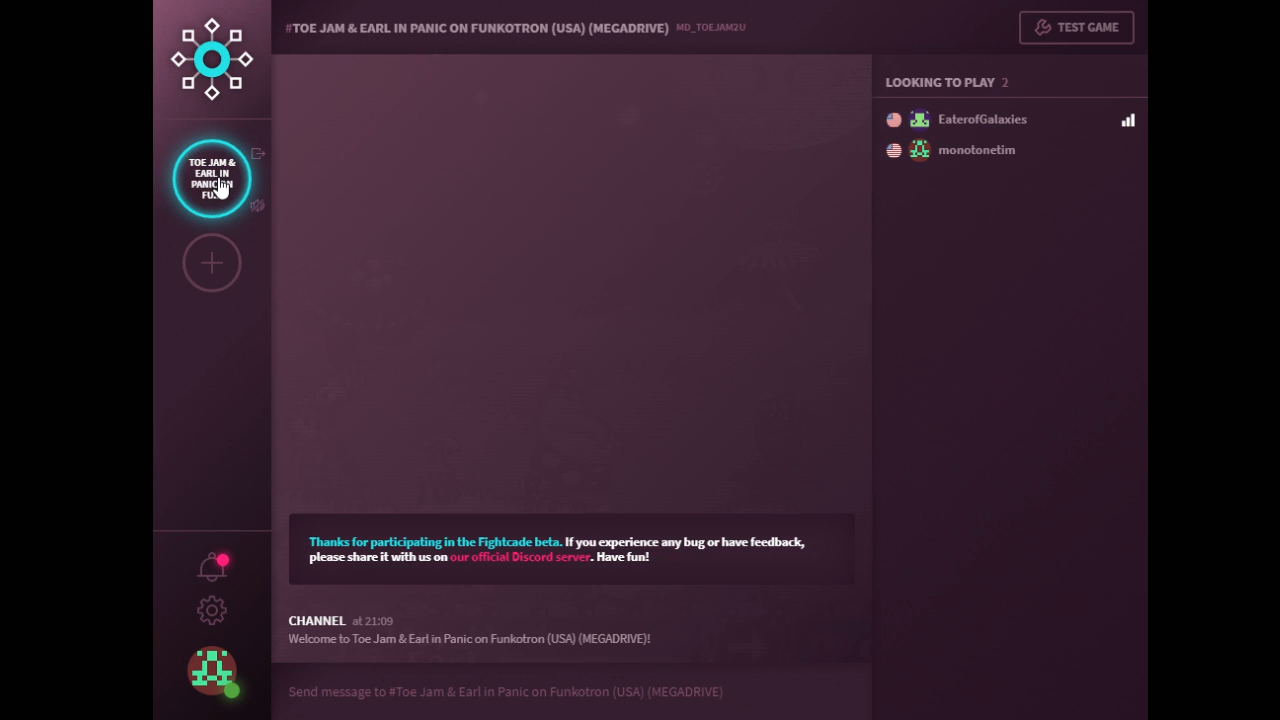 #TOE JAM & EARL IN PANIC ON FUNKOTRON (USA) (MEGADRIVE) MD_TOEJAM2U
TEST GAME
TOE JAM &
EARL IN
PANIC
LOOKING TO PLAY 2
EaterofGalaxies
monotonetim
Thanks for participating in the Fightcade beta. If you experience any bug or have feedback,
please share it with us on our official Discord server. Have fun!
CHANNEL at 21:09
Welcome to Toe Jam & Earl in Panic on Funkotron (USA) (MEGADRIVE)!
Send message to #Toe Jam & Earl in Panic on Funkotron (USA) (MEGADRIVE)